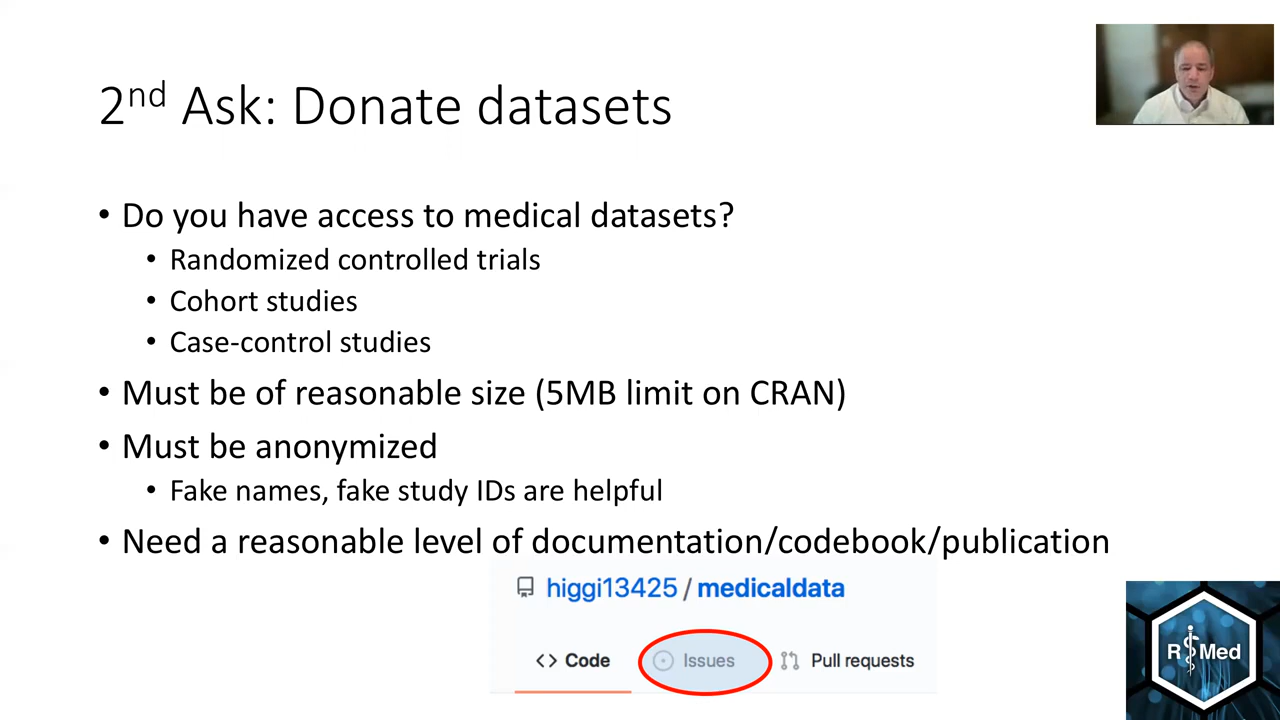 2nd Ask: Donate datasets
• Do you have access to medical datasets?
• Randomized controlled trials
• Cohort studies
• Case-control studies
• Must be of reasonable size (5MB limit on CRAN)
• Must be anonymized
• Fake names, fake study IDs are helpful
• Need a reasonable level of documentation/codebook/publication
higgi13425 / medicaldata
<> Code Issues Pull requests
R Med